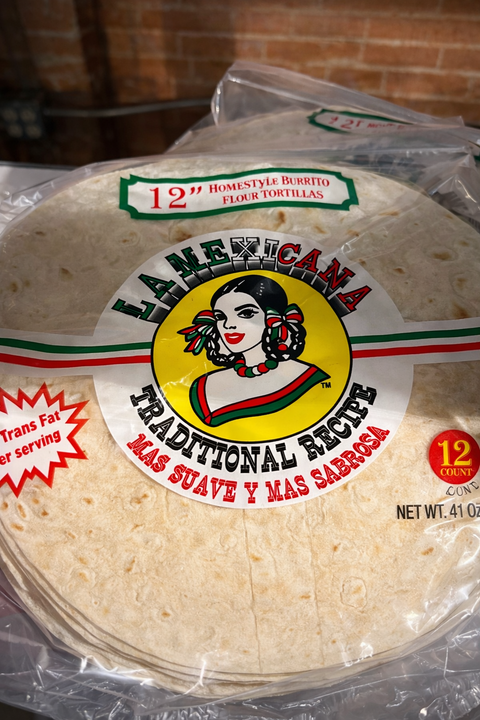 12” HOMESTYLE BURRITO
FLOUR TORTILLAS
LA MEXICANA
TM
TRADITIONAL RECIPE
MAS SUAVE Y MAS SABROSA
Trans Fat
er serving
12
COUNT
NET WT. 41 OZ